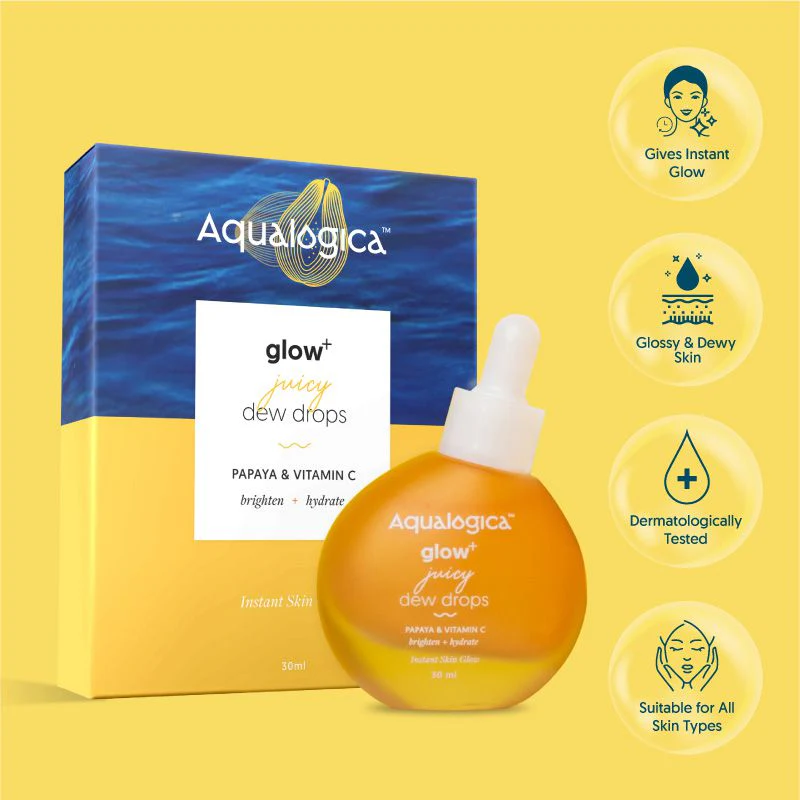 Aqualogica™
glow+
juicy
dew drops
PAPAYA & VITAMIN C
brighten + hydrate
Instant Skin
30ml
Aqualogica™
glow+
juicy
dew drops
PAPAYA & VITAMIN C
brighten + hydrate
Instant Skin Glow
30 ml
Gives Instant
Glow
Glossy & Dewy
Skin
Dermatologically
Tested
Suitable for All
Skin Types